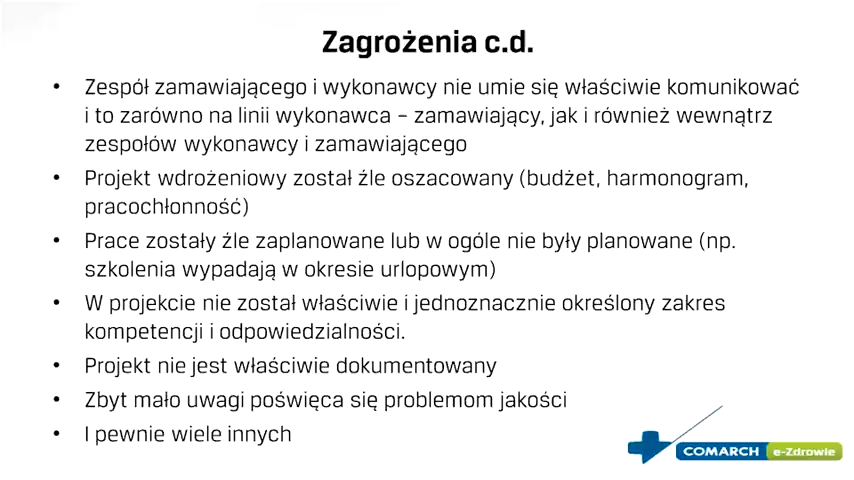 Zagrożenia c.d.
• Zespół zamawiającego i wykonawcy nie umie się właściwie komunikować
i to zarówno na linii wykonawca – zamawiający, jak i również wewnątrz
zespołów wykonawcy i zamawiającego
• Projekt wdrożeniowy został źle oszacowany (budżet, harmonogram,
pracochłonność)
• Prace zostały źle zaplanowane lub w ogóle nie były planowane (np.
szkolenia wypadają w okresie urlopowym)
• W projekcie nie został właściwie i jednoznacznie określony zakres
kompetencji i odpowiedzialności.
• Projekt nie jest właściwie dokumentowany
• Zbyt mało uwagi poświęca się problemom jakości
• I pewnie wiele innych
COMARCH e-Zdrowie